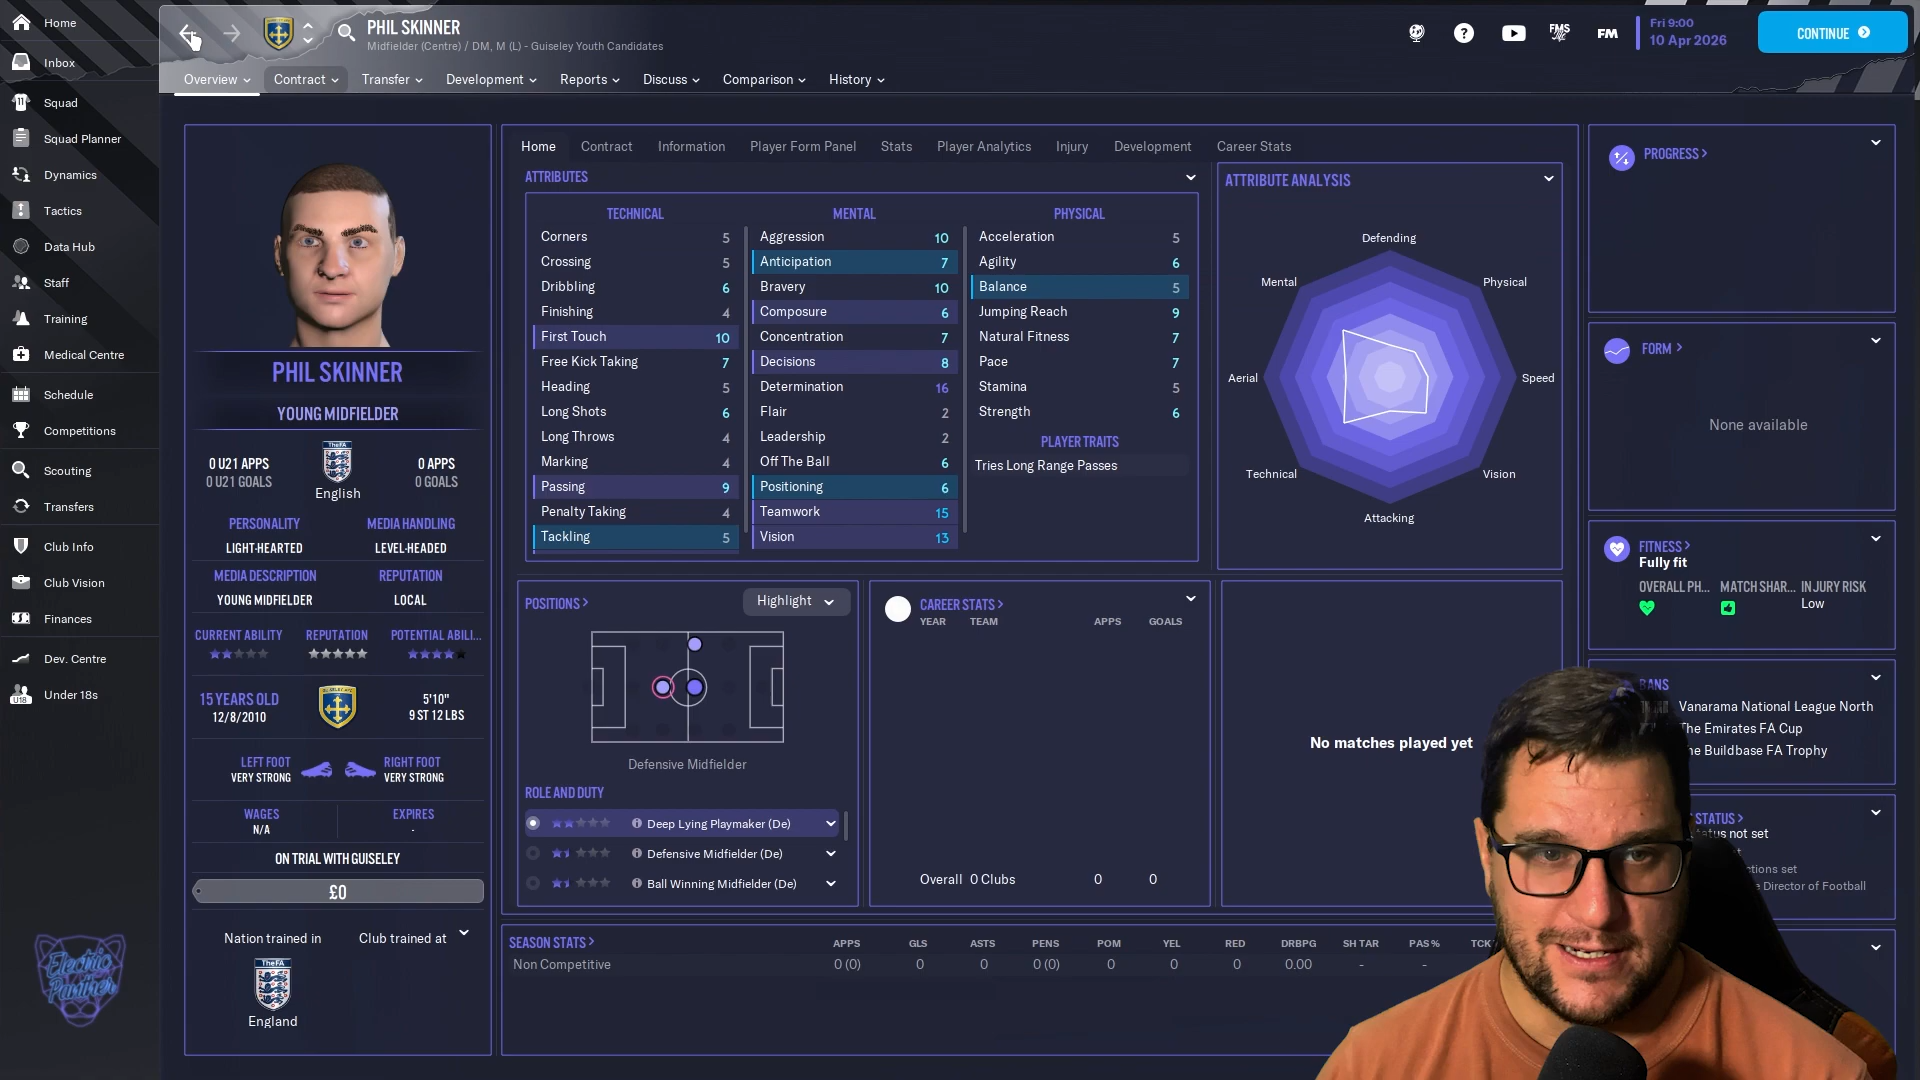 Home
Inbox
Squad
Squad Planner
Dynamics
Tactics
Data Hub
Staff
Training
Medical Centre
Schedule
Competitions
Scouting
Transfers
Club Info
Club Vision
Finances
Dev. Centre
U18
Under 18s
Electric Panther
PHIL SKINNER
Midfielder (Centre) / DM, M (L) - Guiseley Youth Candidates
FMS
FM
Fri 9:00
10 Apr 2026
CONTINUE
Overview Contract Transfer Development Reports Discuss Comparison History
PHIL SKINNER
YOUNG MIDFIELDER
0 U21 APPS
0 U21 GOALS
TheFA
English
0 APPS
0 GOALS
PERSONALITY MEDIA HANDLING
LIGHT-HEARTED LEVEL-HEADED
MEDIA DESCRIPTION REPUTATION
YOUNG MIDFIELDER LOCAL
CURRENT ABILITY REPUTATION POTENTIAL ABILI...
15 YEARS OLD
12/8/2010
5'10"
9 ST 12 LBS
LEFT FOOT
VERY STRONG
RIGHT FOOT
VERY STRONG
WAGES EXPIRES
N/A -
ON TRIAL WITH GUISELEY
£0
Nation trained in Club trained at
TheFA
England
Home Contract Information Player Form Panel Stats Player Analytics Injury Development Career Stats
ATTRIBUTES
TECHNICAL
Corners 5
Crossing 5
Dribbling 6
Finishing 4
First Touch 10
Free Kick Taking 7
Heading 5
Long Shots 6
Long Throws 4
Marking 4
Passing 9
Penalty Taking 4
Tackling 5
MENTAL
Aggression 10
Anticipation 7
Bravery 10
Composure 6
Concentration 7
Decisions 8
Determination 16
Flair 2
Leadership 2
Off The Ball 6
Positioning 6
Teamwork 15
Vision 13
PHYSICAL
Acceleration 5
Agility 6
Balance 5
Jumping Reach 9
Natural Fitness 7
Pace 7
Stamina 5
Strength 6
PLAYER TRAITS
Tries Long Range Passes
ATTRIBUTE ANALYSIS
Defending
Mental Physical
Aerial Speed
Technical Vision
Attacking
POSITIONS
Highlight
Defensive Midfielder
ROLE AND DUTY
Deep Lying Playmaker (De)
Defensive Midfielder (De)
Ball Winning Midfielder (De)
CAREER STATS
YEAR TEAM APPS GOALS
Overall 0 Clubs 0 0
No matches played yet
SEASON STATS APPS GLS ASTS PENS POM YEL RED DRBPG SH TAR PAS % TCK
Non Competitive 0 (0) 0 0 0 (0) 0 0 0 0.00 - -
PROGRESS
FORM
None available
FITNESS
Fully fit
OVERALL PH... MATCH SHAR... INJURY RISK
Low
BANS
Vanarama National League North
The Emirates FA Cup
The Buildbase FA Trophy
STATUS
tatus not set
ctions set
Director of Football